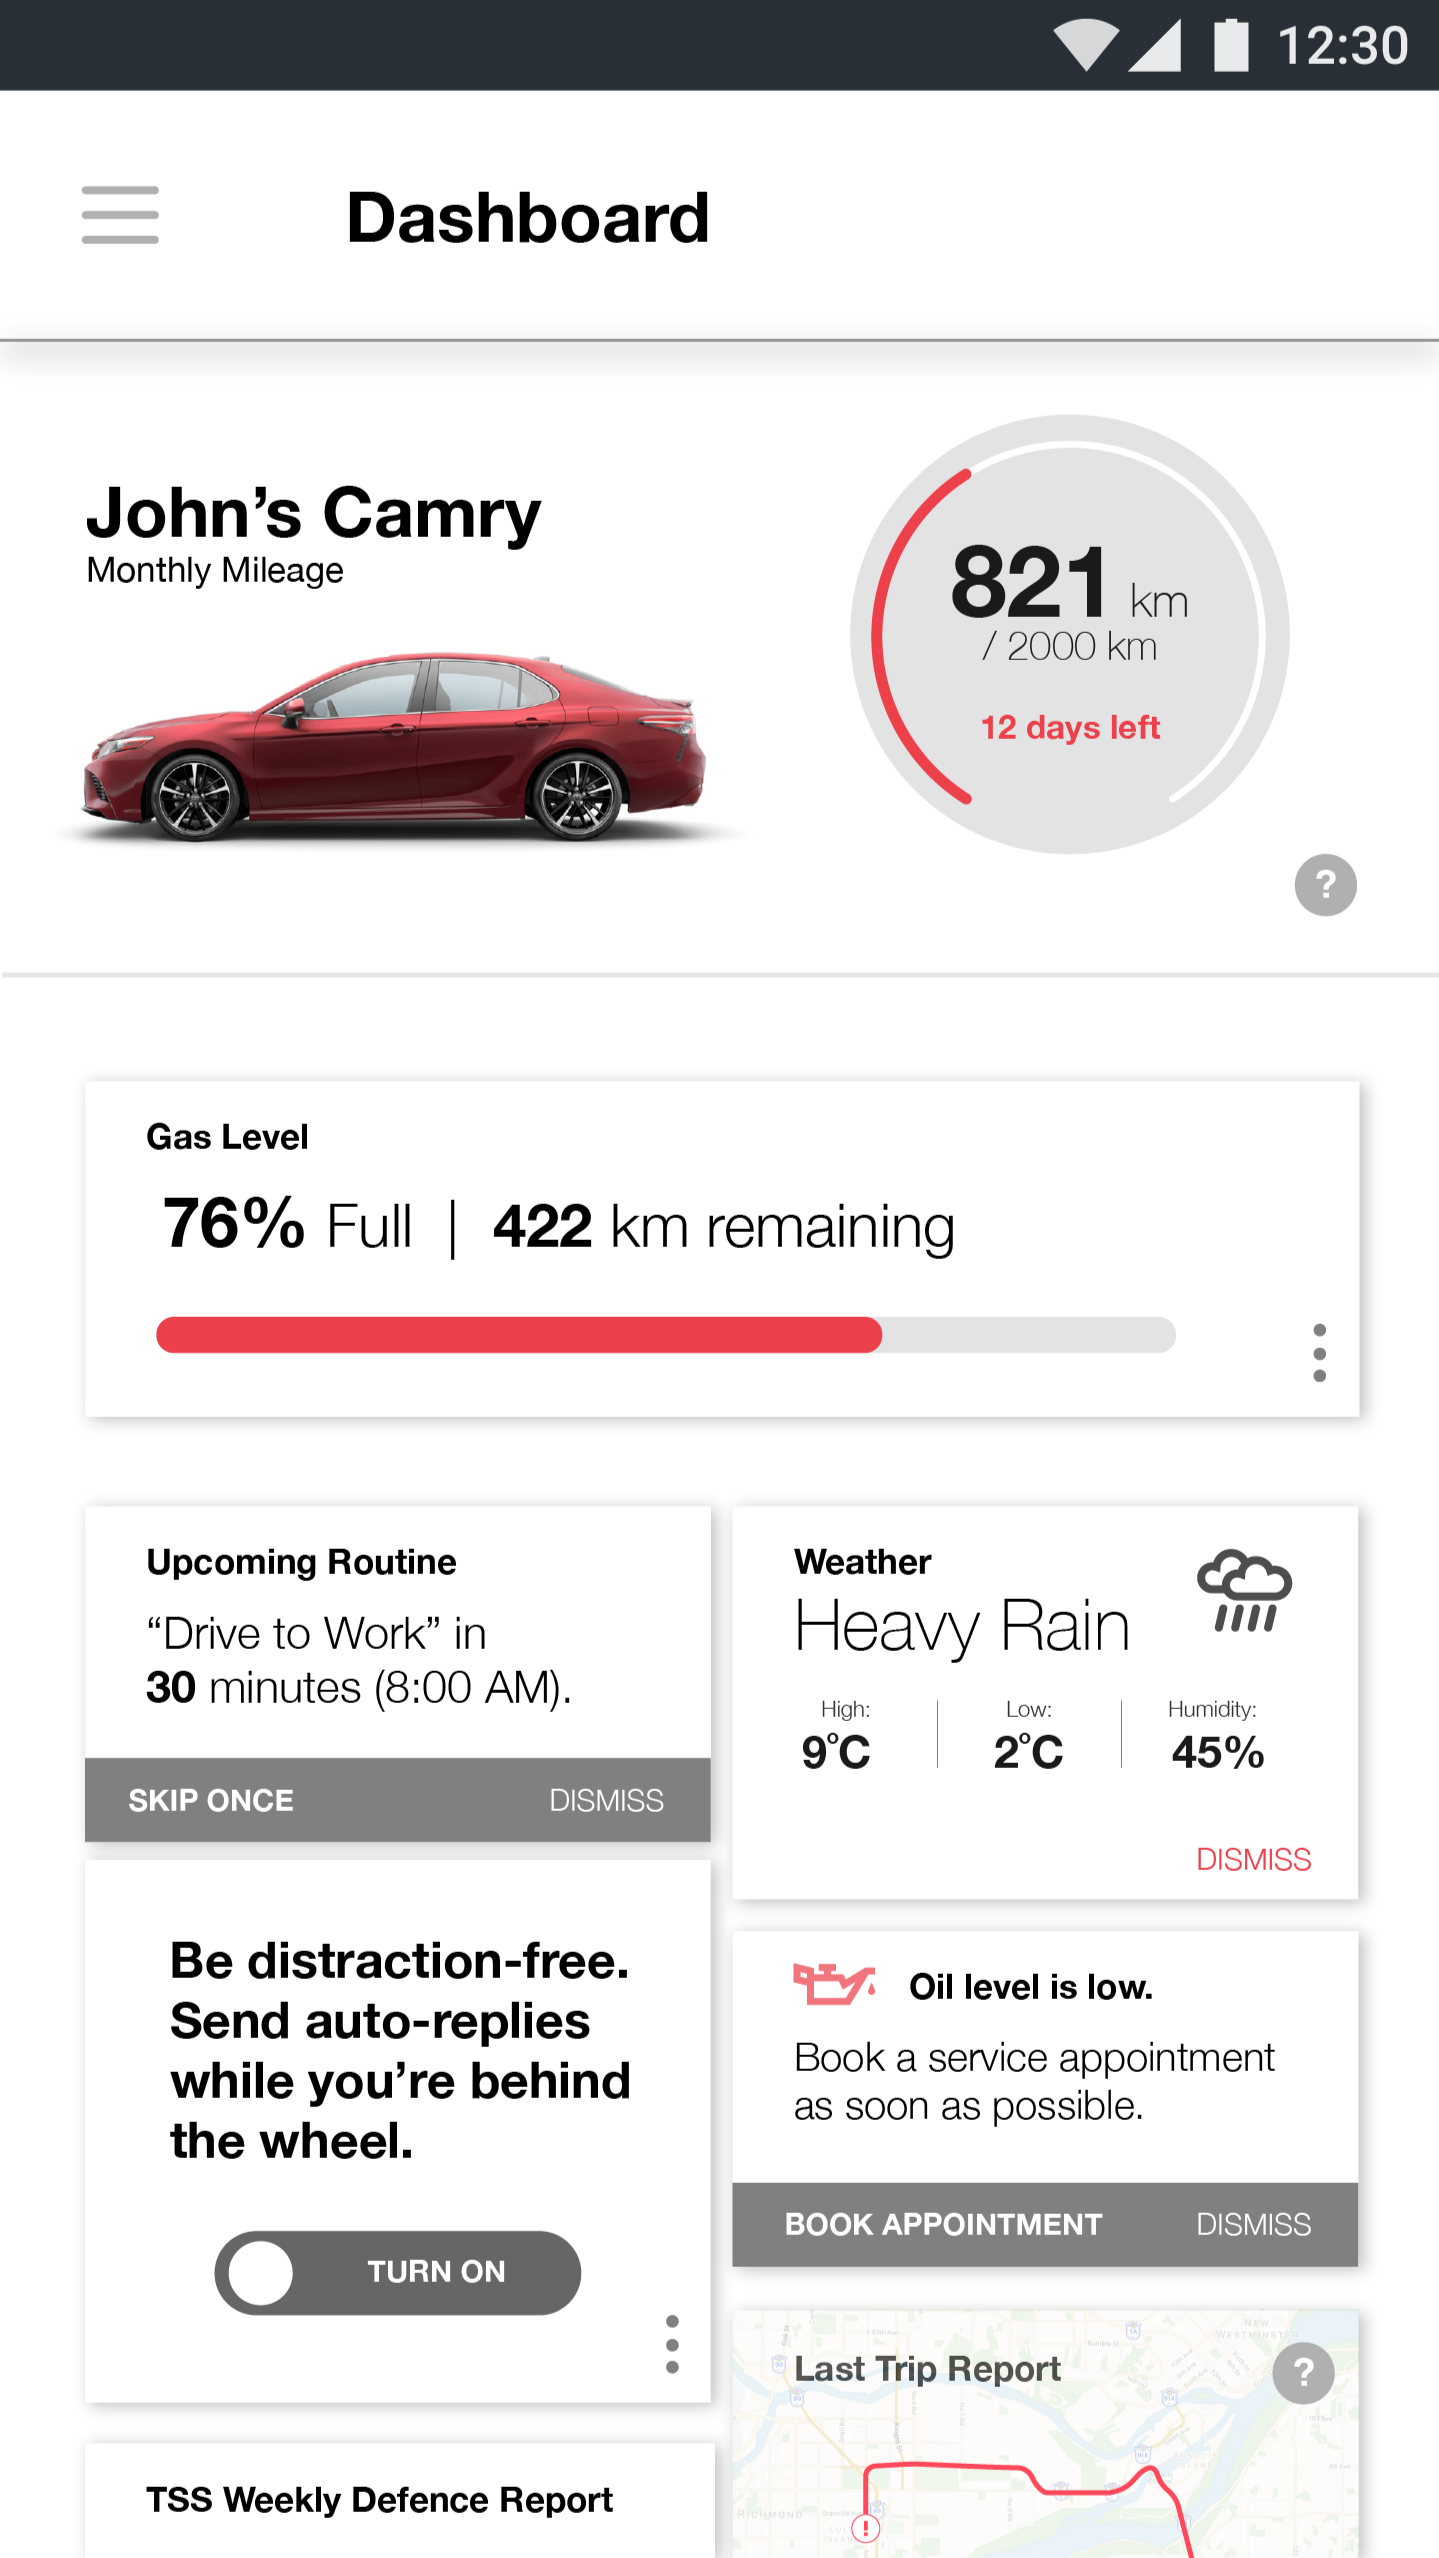 12:30
Dashboard
John’s Camry
Monthly Mileage
821 km
/ 2000 km
12 days left
?
Gas Level
76% Full | 422 km remaining
Upcoming Routine
“Drive to Work” in
30 minutes (8:00 AM).
SKIP ONCE DISMISS
Weather
Heavy Rain
High: Low: Humidity:
9°C 2°C 45%
DISMISS
Be distraction-free.
Send auto-replies
while you’re behind
the wheel.
TURN ON
Oil level is low.
Book a service appointment
as soon as possible.
BOOK APPOINTMENT DISMISS
New
WESTMINSTER
Last Trip Report
?
91A
RICHMOND
!
TSS Weekly Defence Report